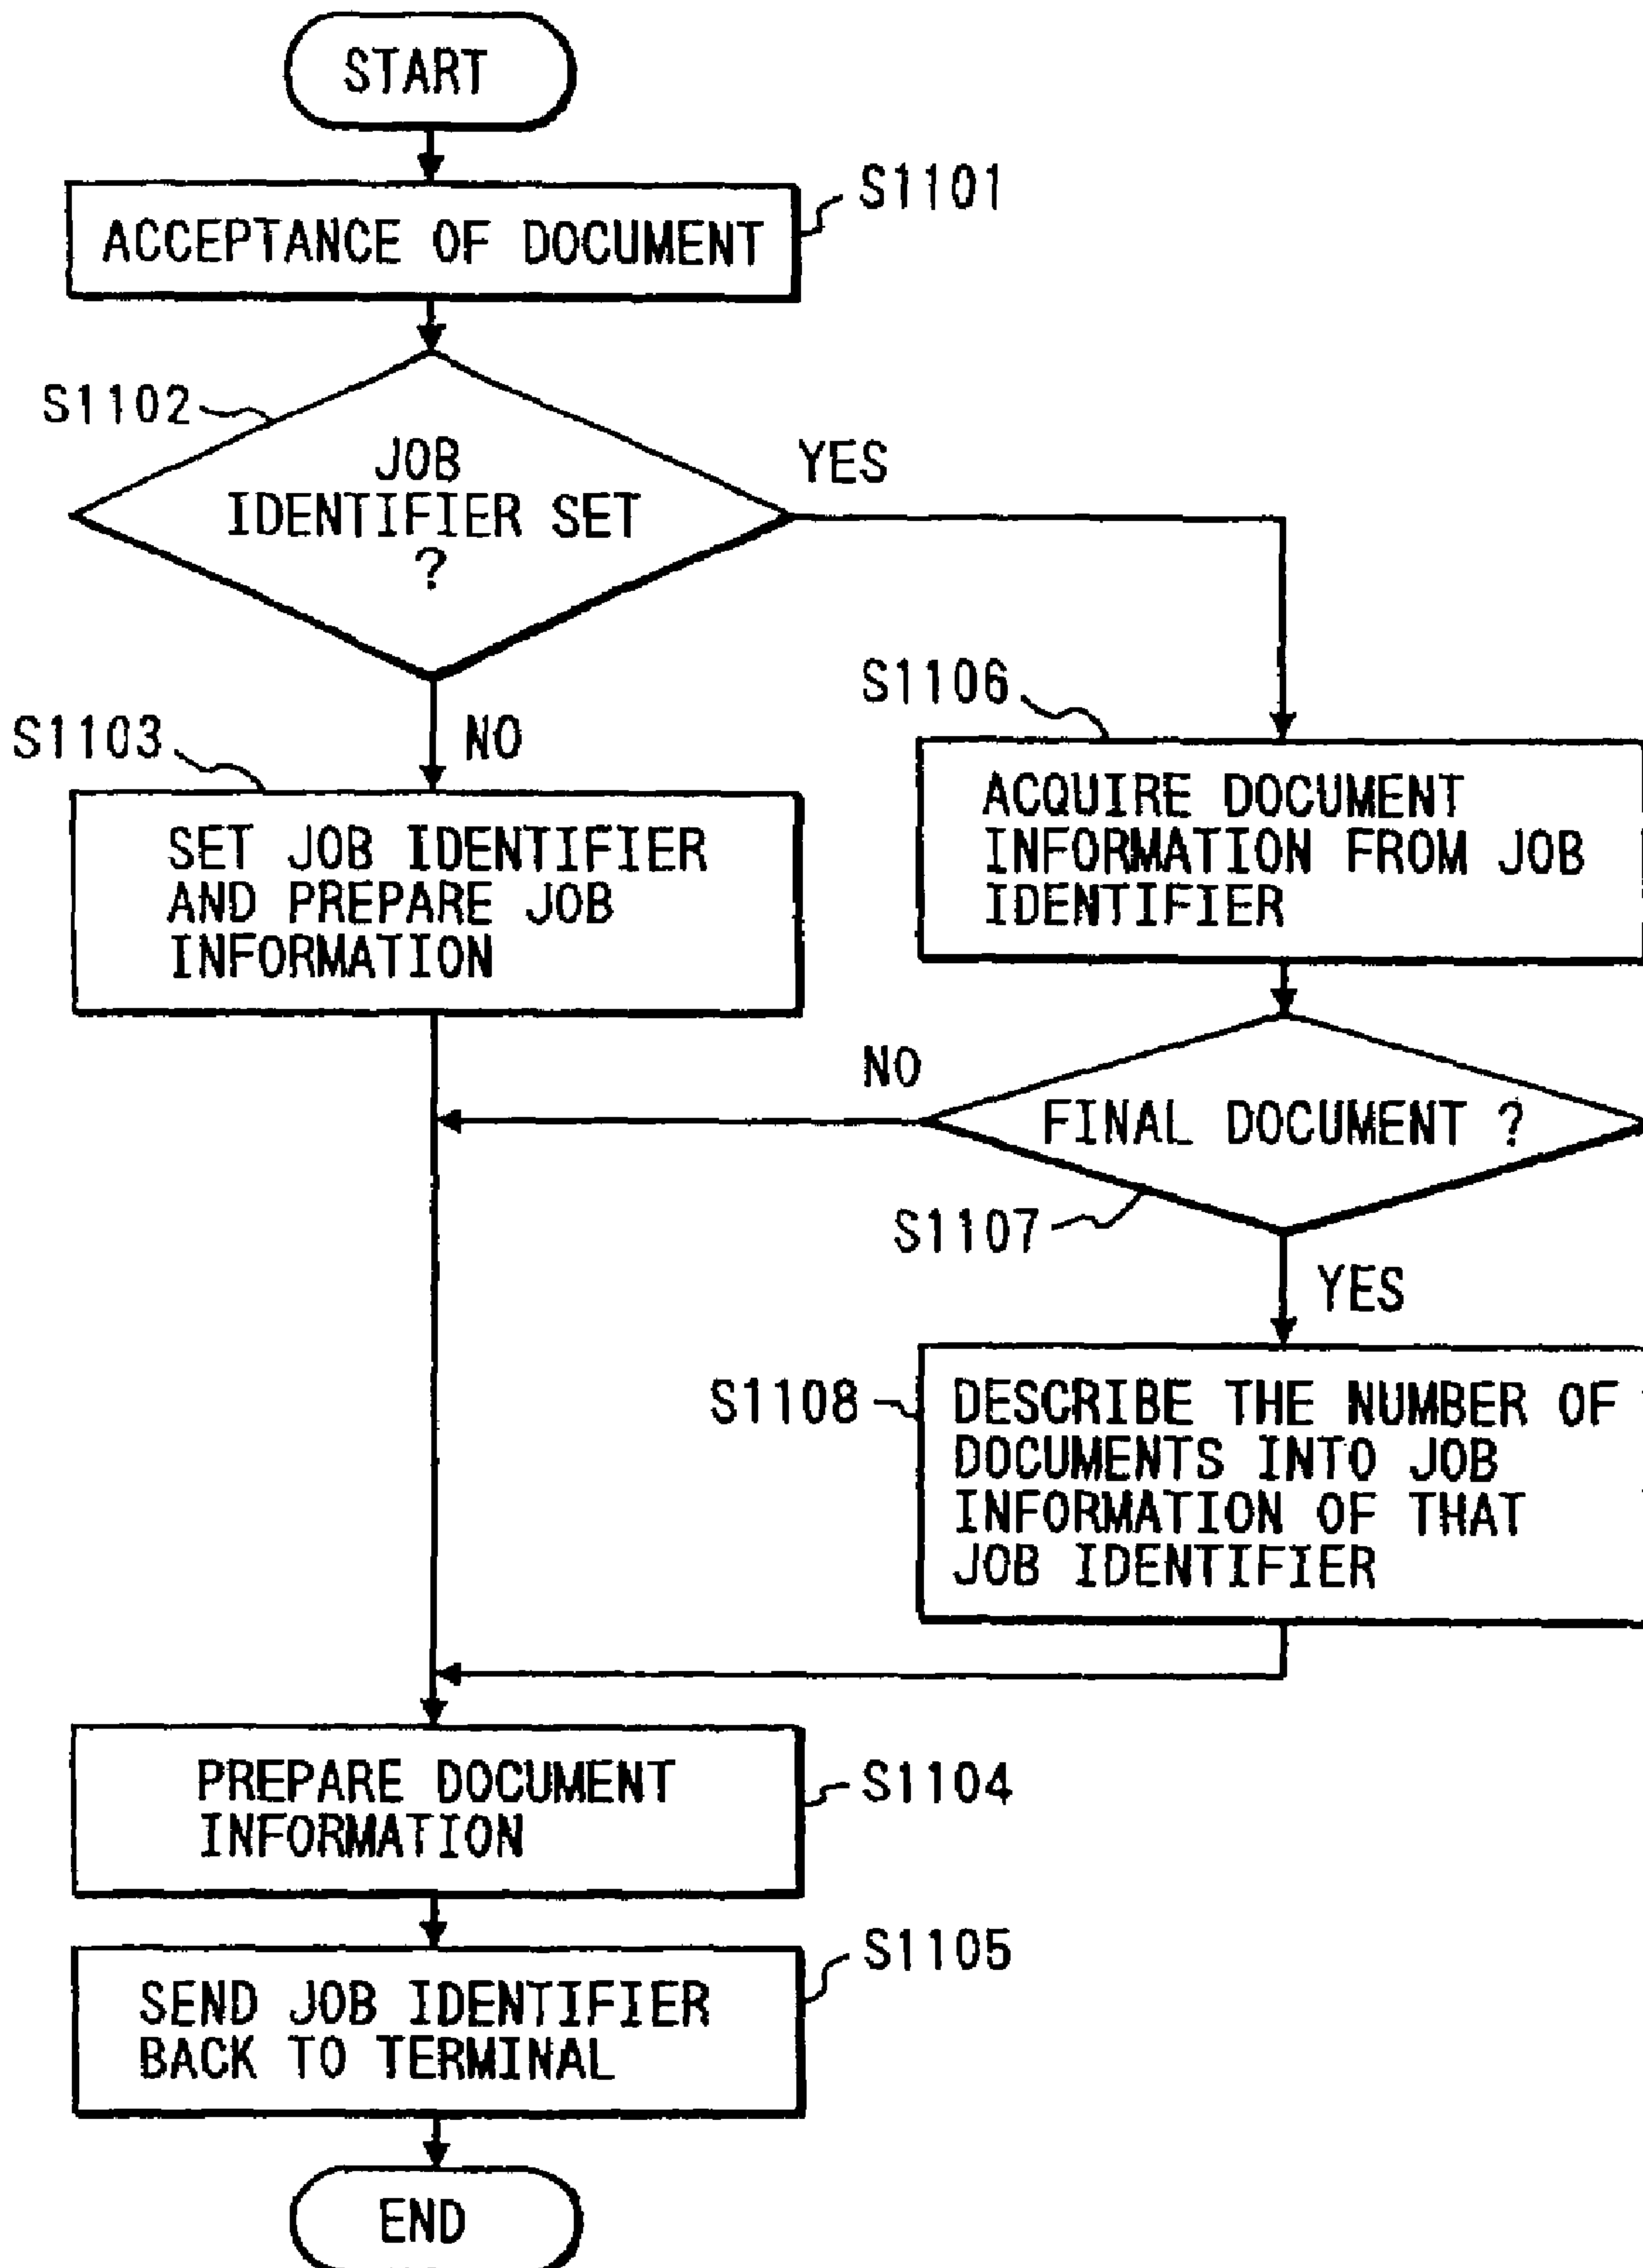 START
ACCEPTANCE OF DOCUMENT
S1101
S1102
JOB
IDENTIFIER SET
?
YES
NO
S1103
SET JOB IDENTIFIER
AND PREPARE JOB
INFORMATION
S1106
ACQUIRE DOCUMENT
INFORMATION FROM JOB
IDENTIFIER
NO
FINAL DOCUMENT ?
S1107
YES
S1108
DESCRIBE THE NUMBER OF
DOCUMENTS INTO JOB
INFORMATION OF THAT
JOB IDENTIFIER
PREPARE DOCUMENT
INFORMATION
S1104
S1105
SEND JOB IDENTIFIER
BACK TO TERMINAL
END